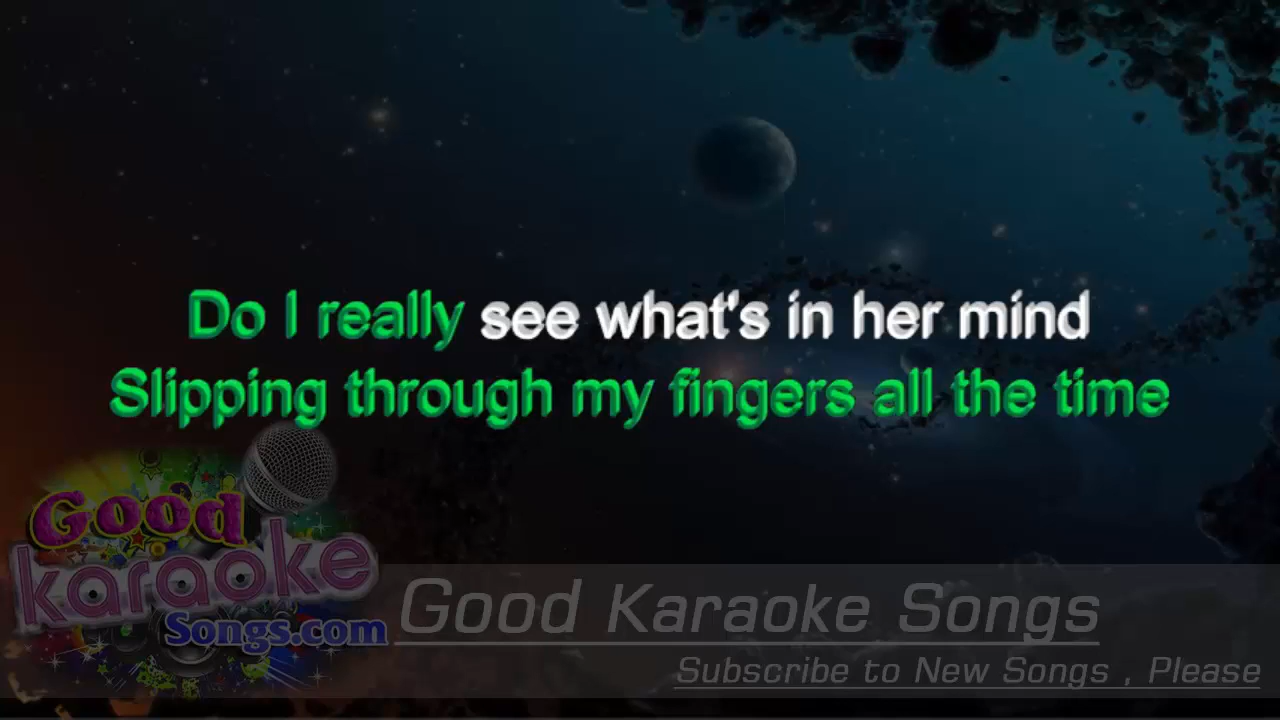 Do I really see what's in her mind
Slipping through my fingers all the time
Good
karaoke
Songs.com
Good Karaoke Songs
Subscribe to New Songs , Please